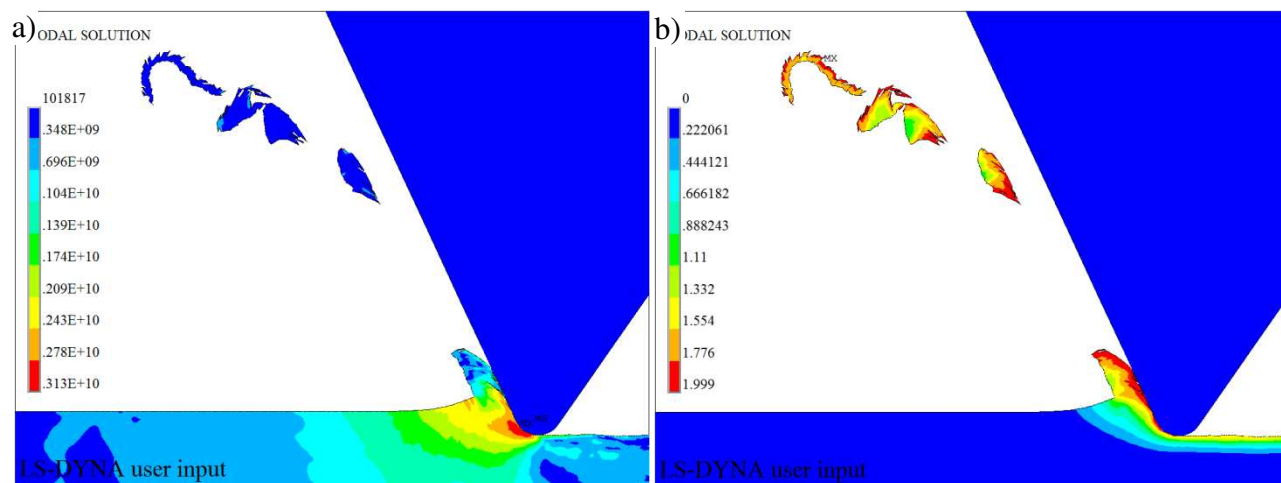 a)
ODAL SOLUTION
101817
.348E+09
.696E+09
.104E+10
.139E+10
.174E+10
.209E+10
.243E+10
.278E+10
.313E+10
LS-DYNA user input
b)
DAL SOLUTION
MX
0
.222061
.444121
.666182
.888243
1.11
1.332
1.554
1.776
1.999
LS-DYNA user input